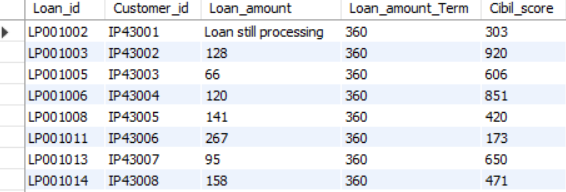 Loan_id Customer_id Loan_amount Loan_amount_Term Cibil_score
LP001002 IP43001 Loan still processing 360 303
LP001003 IP43002 128 360 920
LP001005 IP43003 66 360 606
LP001006 IP43004 120 360 851
LP001008 IP43005 141 360 420
LP001011 IP43006 267 360 173
LP001013 IP43007 95 360 650
LP001014 IP43008 158 360 471